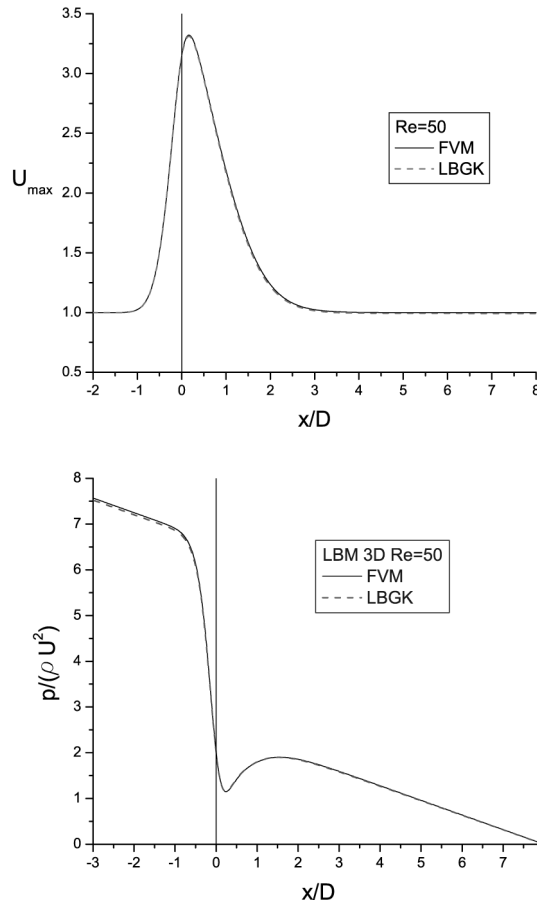 3.5
3.0
2.5
2.0
1.5
1.0
0.5
U_max
Re=50
FVM
LBGK
-2 -1 0 1 2 3 4 5 6 7 8
x/D
8
7
6
5
4
3
2
1
0
p/(ρ U²)
LBM 3D Re=50
FVM
LBGK
-3 -2 -1 0 1 2 3 4 5 6 7
x/D